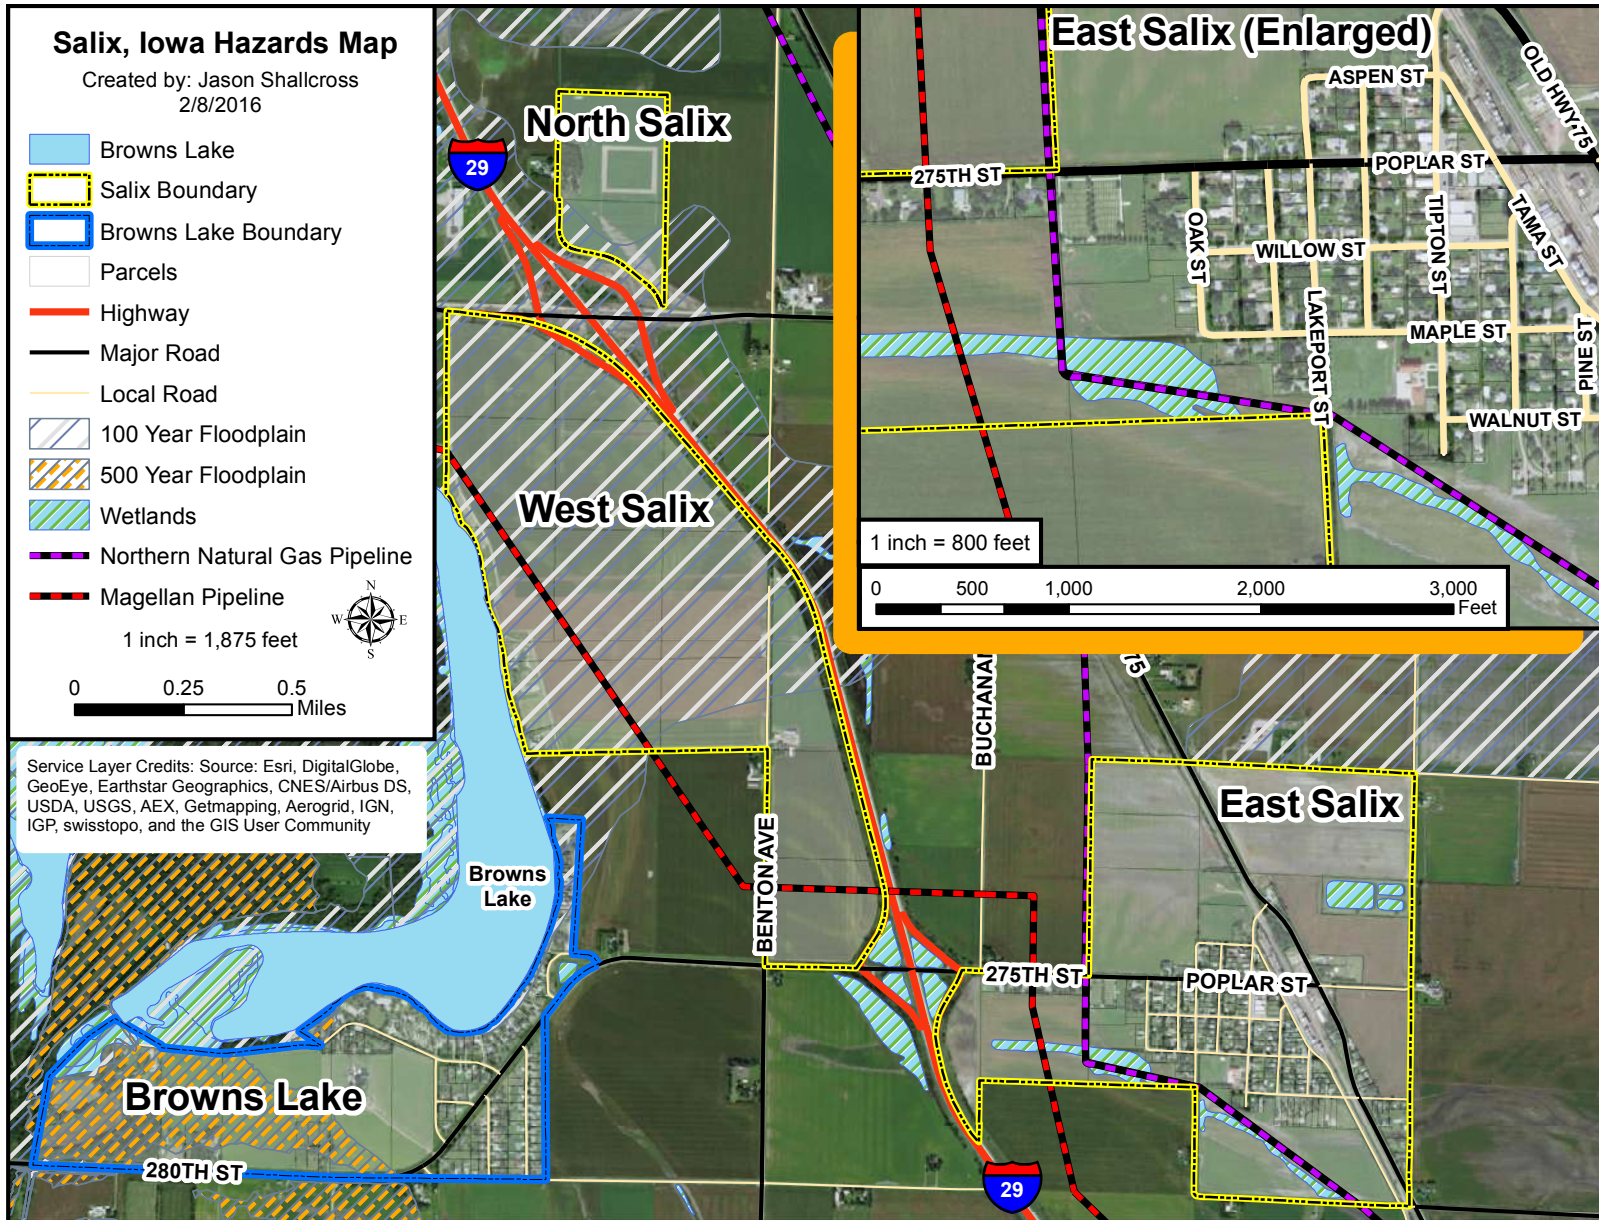 Salix, Iowa Hazards Map
Created by: Jason Shallcross
2/8/2016
Browns Lake
Salix Boundary
Browns Lake Boundary
Parcels
Highway
Major Road
Local Road
100 Year Floodplain
500 Year Floodplain
Wetlands
Northern Natural Gas Pipeline
Magellan Pipeline
N
W E
S
1 inch = 1,875 feet
0 0.25 0.5
Miles
Service Layer Credits: Source: Esri, DigitalGlobe,
GeoEye, Earthstar Geographics, CNES/Airbus DS,
USDA, USGS, AEX, Getmapping, Aerogrid, IGN,
IGP, swisstopo, and the GIS User Community
North Salix
29
West Salix
East Salix (Enlarged)
ASPEN ST
OLD HWY 75
POPLAR ST
275TH ST
OAK ST
WILLOW ST
TIPTON ST
TAMA ST
LAKEPORT ST
MAPLE ST
PINE ST
WALNUT ST
1 inch = 800 feet
0 500 1,000 2,000 3,000
Feet
75
East Salix
Browns
Lake
BENTON AVE
275TH ST
POPLAR ST
Browns Lake
280TH ST
29